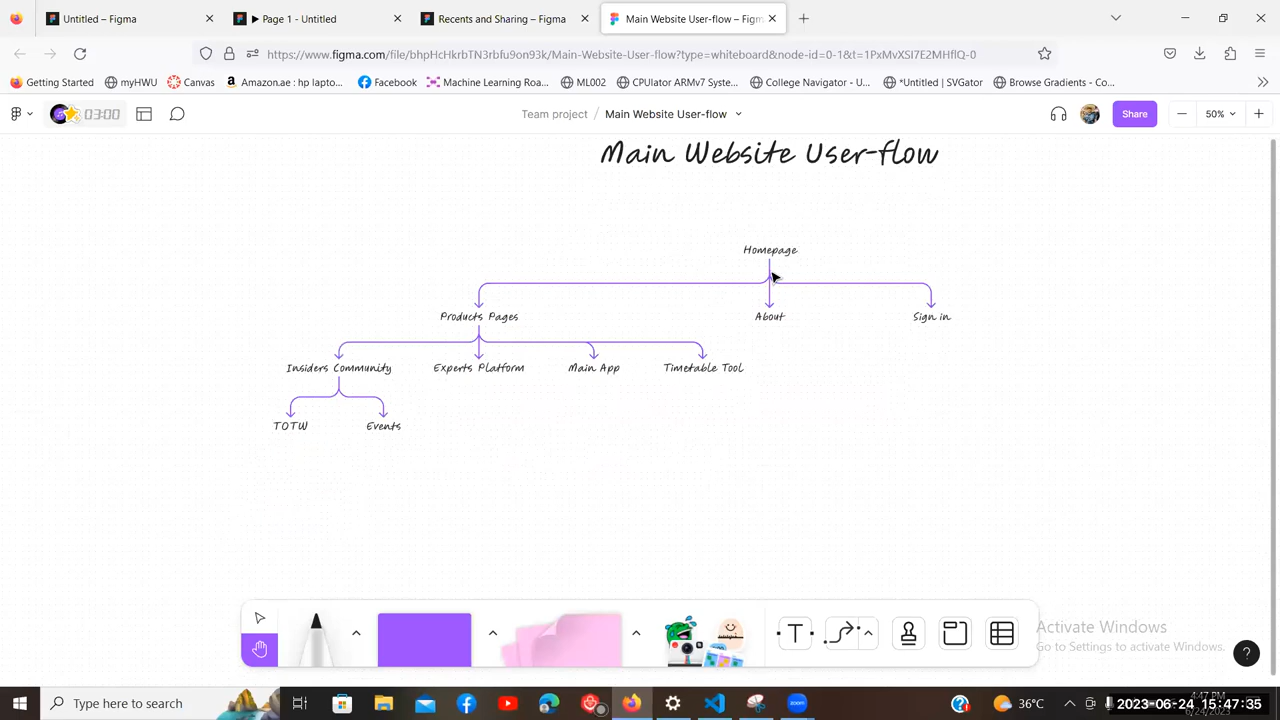 Untitled – Figma
Page 1 - Untitled
Recents and Sharing – Figma
Main Website User-flow – Figm
https://www.figma.com/file/bhpHcHkrbTN3rbfu9on93k/Main-Website-User-flow?type=whiteboard&node-id=0-1&t=1PxMvXSI7E2MHflQ-0
Getting Started
myHWU
Canvas
Amazon.ae : hp lapto...
Facebook
Machine Learning Roa...
ML002
CPUlator ARMv7 Syste...
College Navigator - U...
*Untitled | SVGator
Browse Gradients - Co...
03:00
Team project / Main Website User-flow
Share
50%
Main Website User-flow
Homepage
Products Pages
About
Sign in
Insiders Community
Experts Platform
Main App
Timetable Tool
TOTW
Events
T
Activate Windows
Go to Settings to activate Windows.
?
Type here to search
zoom
36°C
4:47 PM
2023-06-24 15:47:35